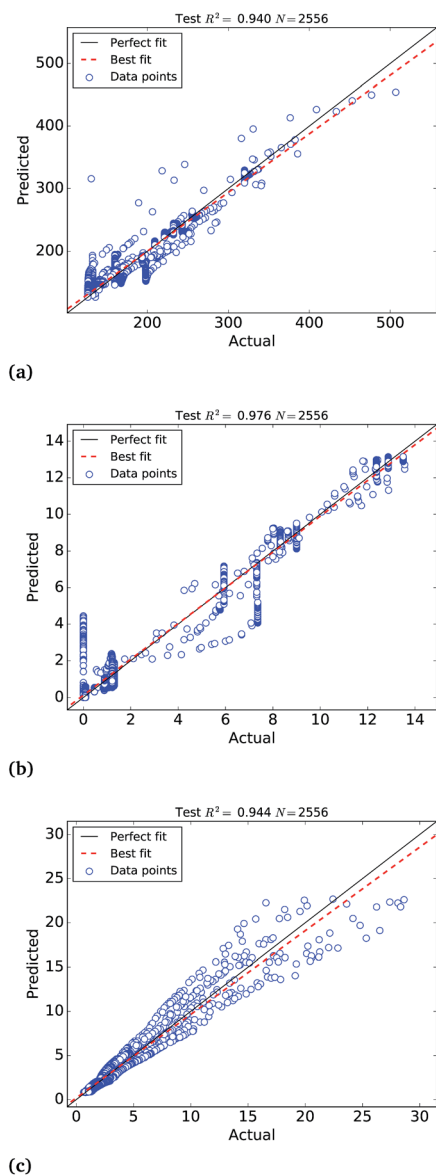 Test R² = 0.940 N=2556
Perfect fit
Best fit
Data points
500
400
300
200
Predicted
200 300 400 500
Actual
(a)
Test R² = 0.976 N=2556
Perfect fit
Best fit
Data points
14
12
10
8
6
4
2
0
Predicted
0 2 4 6 8 10 12 14
Actual
(b)
Test R² = 0.944 N=2556
Perfect fit
Best fit
Data points
30
25
20
15
10
5
0
Predicted
0 5 10 15 20 25 30
Actual
(c)